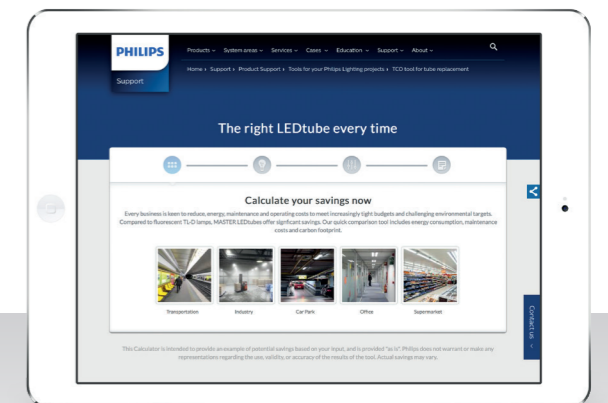 PHILIPS
Products System areas Services Cases Education Support About
Support
Home › Support › Product Support › Tools for your Philips Lighting projects › TCO tool for tube replacement
The right LEDtube every time
Calculate your savings now
Every business is keen to reduce, energy, maintenance and operating costs to meet increasingly tight budgets and challenging environmental targets.
Compared to fluorescent TL-D lamps, MASTER LEDtubes offer significant savings. Our quick comparison tool includes energy consumption, maintenance
costs and carbon footprint.
Transportation Industry Car Park Office Supermarket
Contact us
This Calculator is intended to provide an example of potential savings based on your input, and is provided "as is". Philips does not warrant or make any
representations regarding the use, validity, or accuracy of the results of the tool. Actual savings may vary.